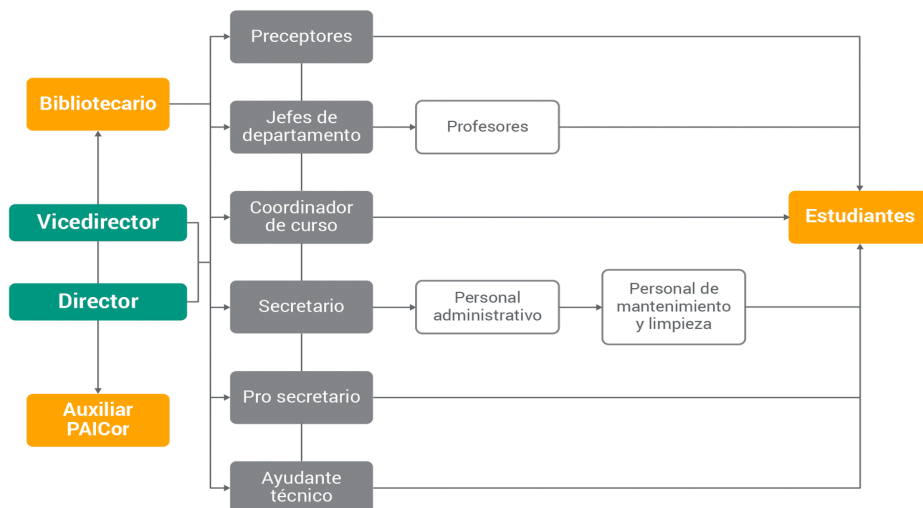 Preceptores
Bibliotecario
Jefes de
departamento
Profesores
Vicedirector
Coordinador
de curso
Estudiantes
Director
Secretario
Personal
administrativo
Personal de
mantenimiento
y limpieza
Auxiliar
PAICor
Pro secretario
Ayudante
técnico